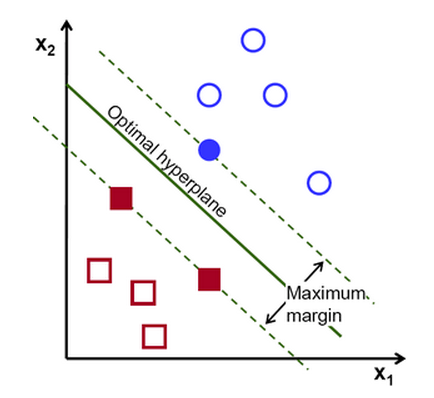 x2
Optimal hyperplane
Maximum
margin
x1